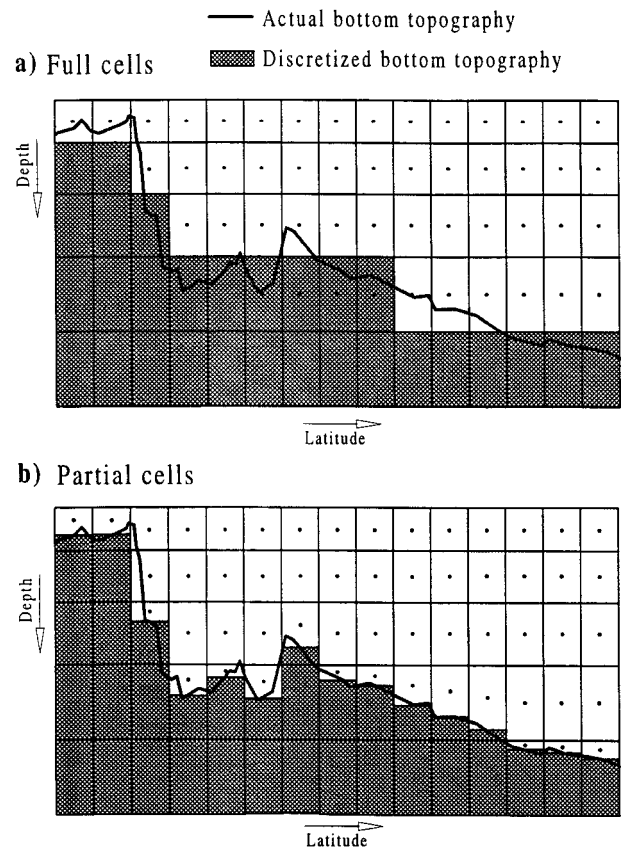 Actual bottom topography
a) Full cells
Discretized bottom topography
Depth
Latitude
b) Partial cells
Depth
Latitude